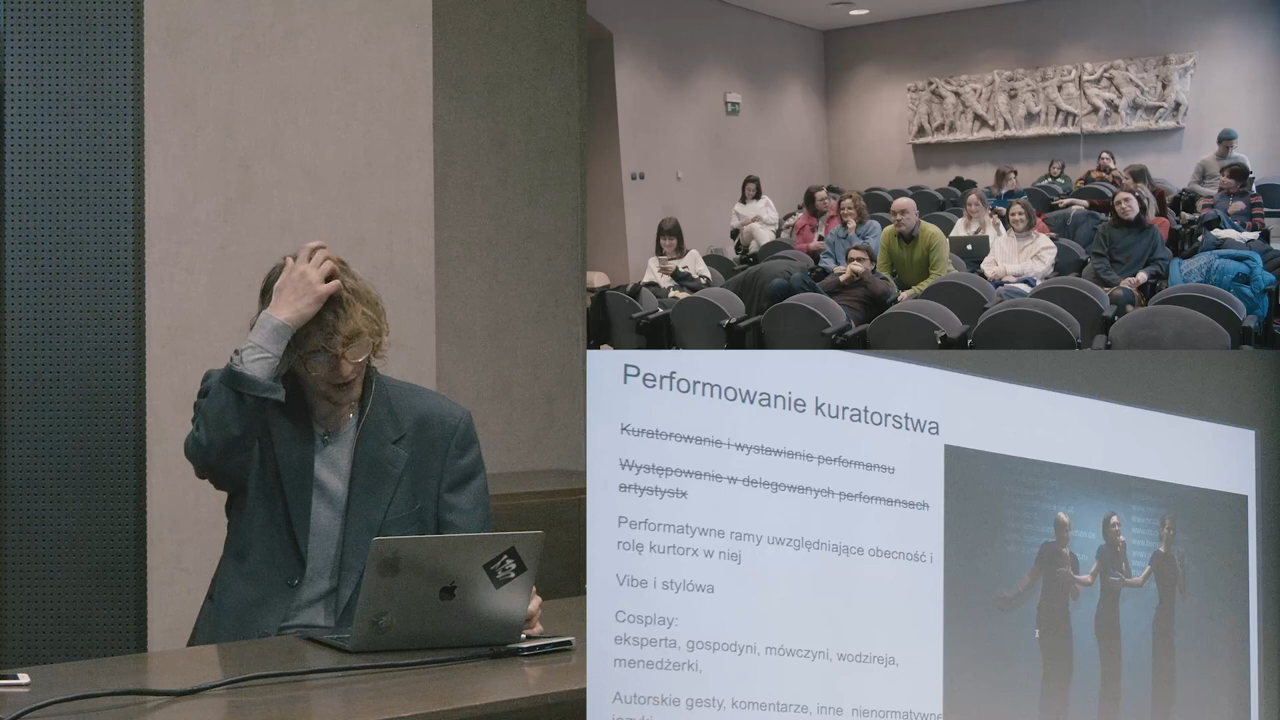 Performowanie kuratorstwa
Kuratorowanie i wystawianie performansu
Występowanie w delegowanych performansach
artystystx
Performatywne ramy uwzględniające obecność i
rolę kurtorx w niej
Vibe i stylówa
Cosplay:
eksperta, gospodyni, mówczyni, wodzireja,
menedżerki,
Autorskie gesty, komentarze, inne nienormatywne